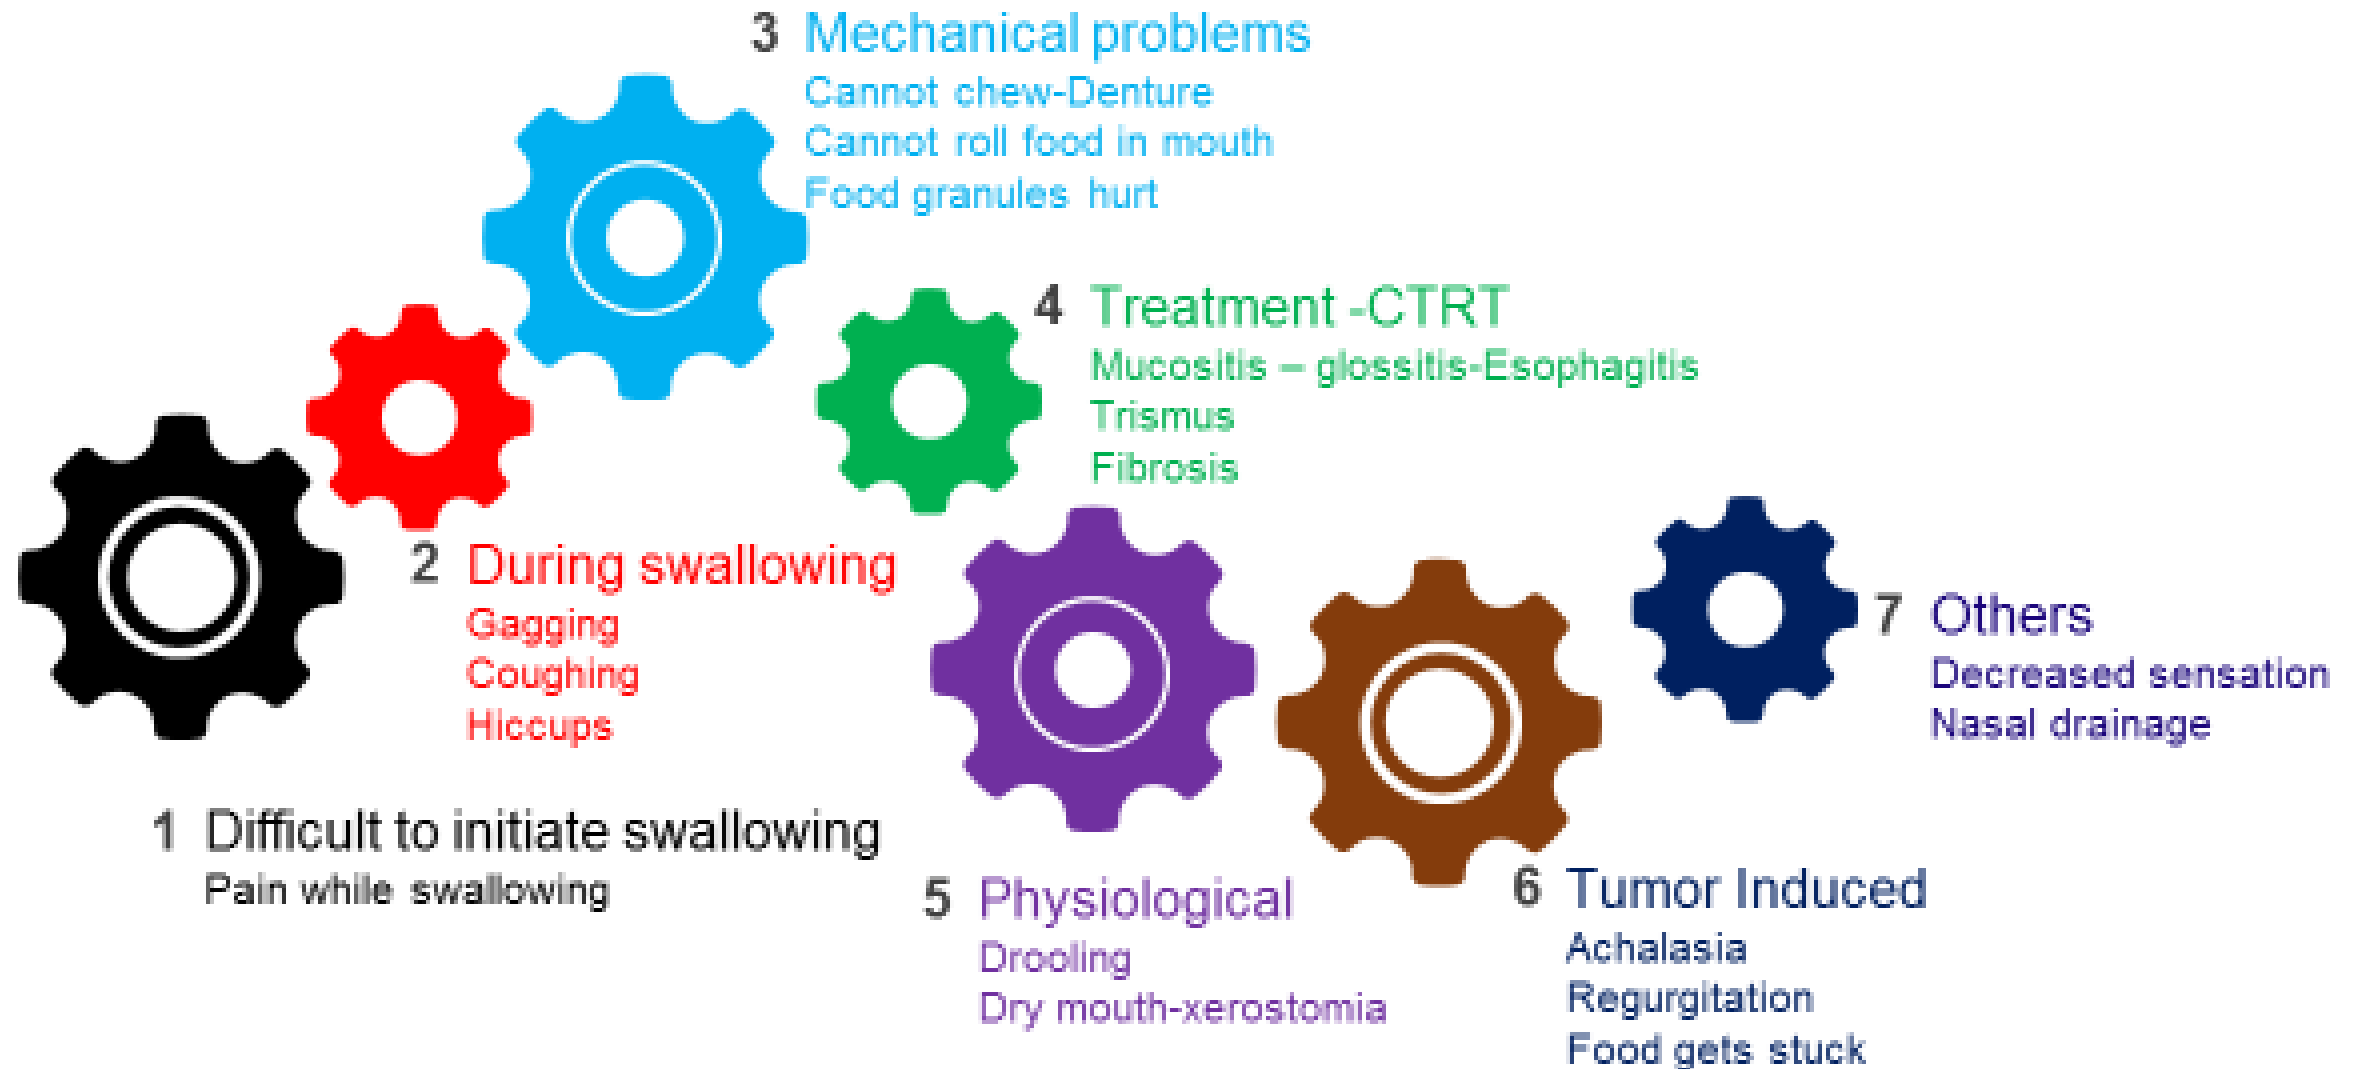 3 Mechanical problems
Cannot chew-Denture
Cannot roll food in mouth
Food granules hurt
4 Treatment -CTRT
Mucositis – glossitis-Esophagitis
Trismus
Fibrosis
2 During swallowing
Gagging
Coughing
Hiccups
7 Others
Decreased sensation
Nasal drainage
1 Difficult to initiate swallowing
Pain while swallowing
5 Physiological
Drooling
Dry mouth-xerostomia
6 Tumor Induced
Achalasia
Regurgitation
Food gets stuck